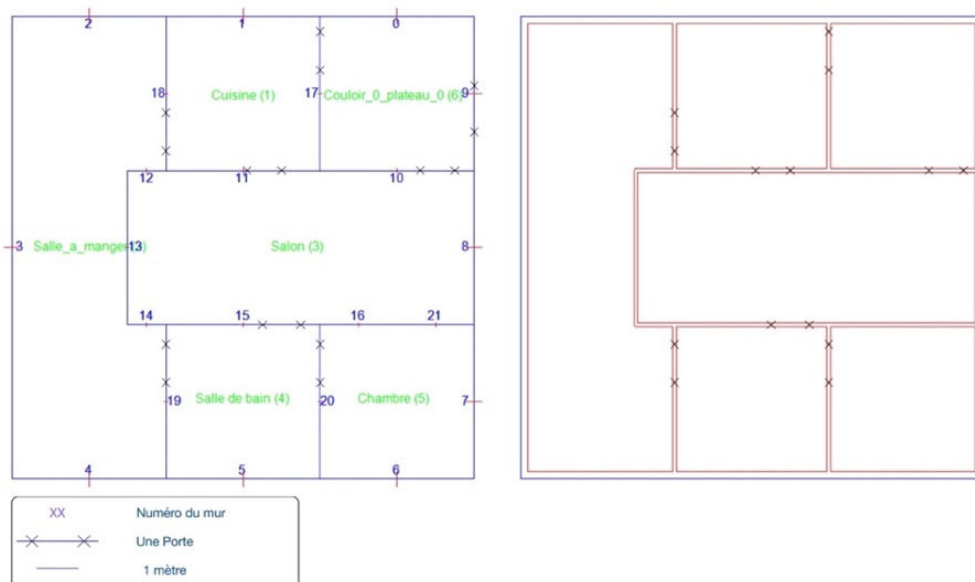 2 1 0
18 Cuisine (1) 17 Couloir_0_plateau_0 (6) 9
12 11 10
3 Salle_a_manger 13 Salon (3) 8
14 15 16 21
19 Salle de bain (4) 20 Chambre (5) 7
4 5 6
XX Numéro du mur
Une Porte
1 mètre